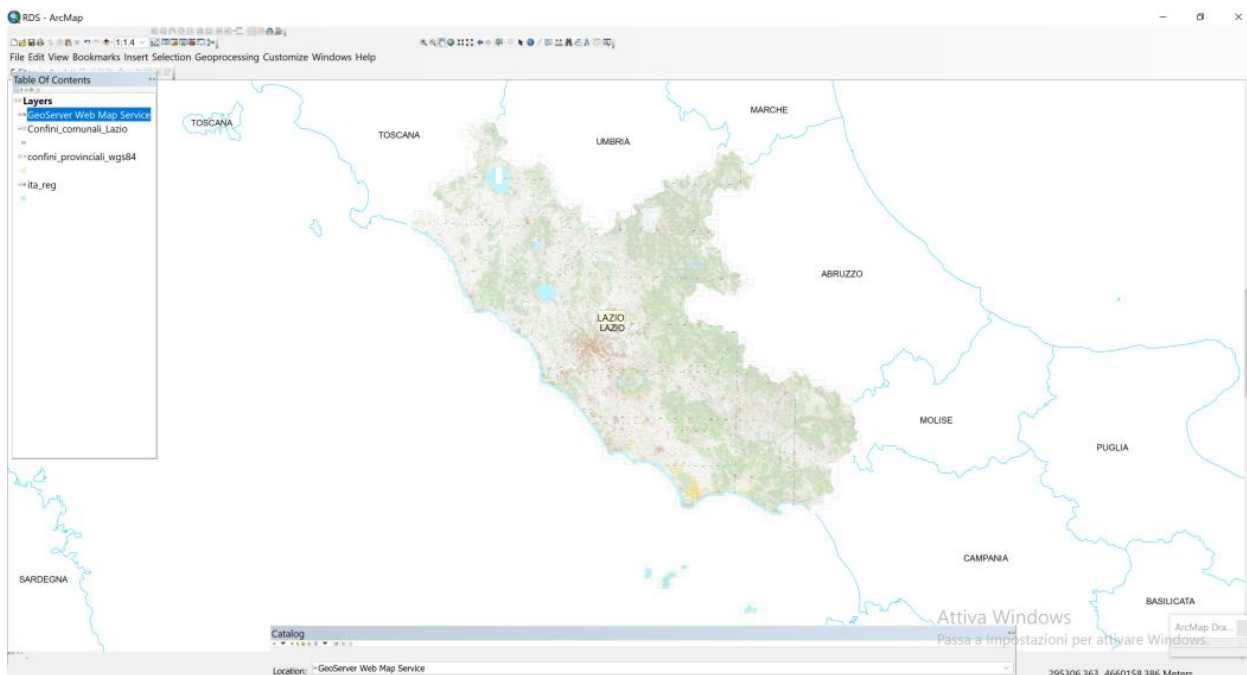 RDS - ArcMap
1:1.4
File Edit View Bookmarks Insert Selection Geoprocessing Customize Windows Help
Table Of Contents
Layers
GeoServer Web Map Service
Confini_comunali_Lazio
confini_provinciali_wgs84
ita_reg
TOSCANA
TOSCANA
UMBRIA
MARCHE
ABRUZZO
LAZIO
LAZIO
MOLISE
PUGLIA
CAMPANIA
SARDEGNA
BASILICATA
Attiva Windows
Passa a Impostazioni per attivare Windows.
ArcMap Dra...
Catalog
Location: GeoServer Web Map Service
295306,363 4660158,386 Meters